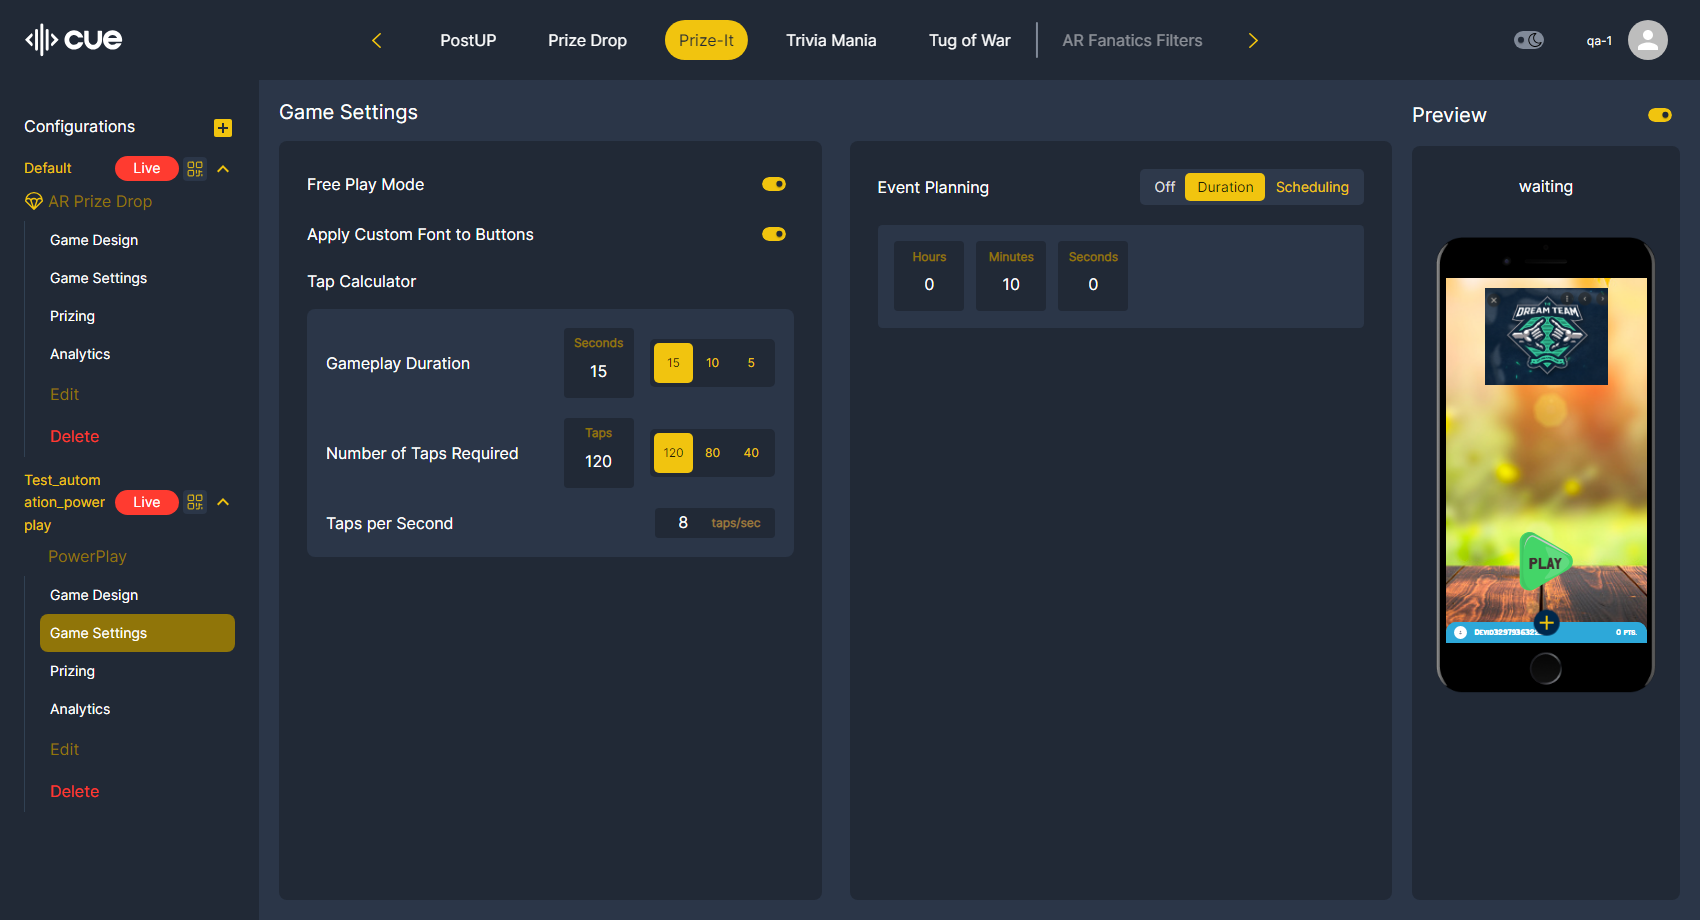 cue
PostUP
Prize Drop
Prize-It
Trivia Mania
Tug of War
AR Fanatics Filters
qa-1
Configurations
Default
Live
AR Prize Drop
Game Design
Game Settings
Prizing
Analytics
Edit
Delete
Test_autom
ation_power
play
Live
PowerPlay
Game Design
Game Settings
Prizing
Analytics
Edit
Delete
Game Settings
Free Play Mode
Apply Custom Font to Buttons
Tap Calculator
Gameplay Duration
Seconds
15
15 10 5
Number of Taps Required
Taps
120
120 80 40
Taps per Second
8 taps/sec
Event Planning
Off Duration Scheduling
Hours
0
Minutes
10
Seconds
0
Preview
waiting
DREAM TEAM
PLAY
0 PTS.